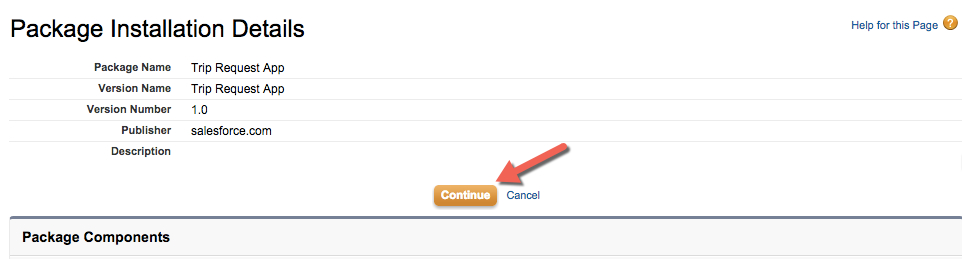 Package Installation Details
Help for this Page ?
Package Name Trip Request App
Version Name Trip Request App
Version Number 1.0
Publisher salesforce.com
Description
Continue Cancel
Package Components